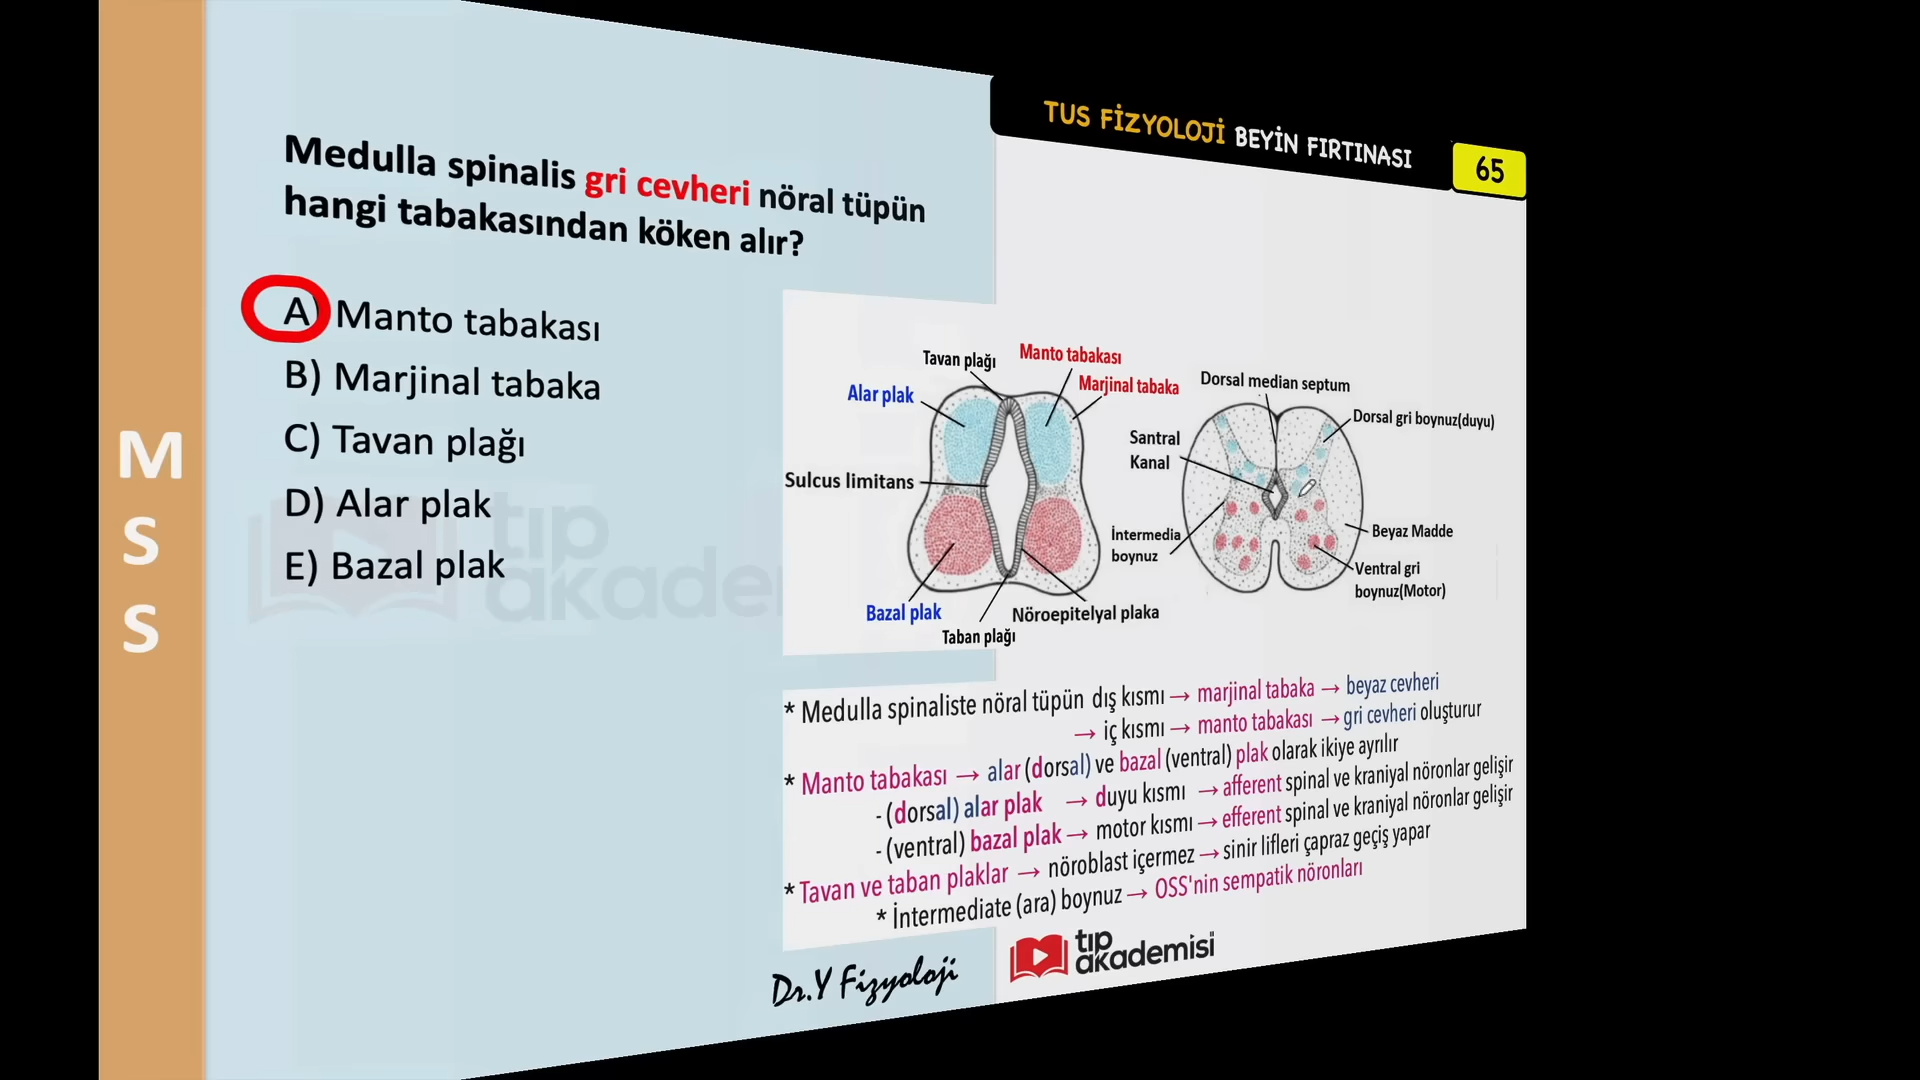 TUS FİZYOLOJİ BEYİN FIRTINASI
65
Medulla spinalis gri cevheri nöral tüpün
hangi tabakasından köken alır?
A) Manto tabakası
B) Marjinal tabaka
C) Tavan plağı
D) Alar plak
E) Bazal plak
M
S
S
Tavan plağı
Manto tabakası
Alar plak
Marjinal tabaka
Sulcus limitans
Bazal plak
Nöroepitelyal plaka
Taban plağı
Dorsal median septum
Dorsal gri boynuz(duyu)
Santral
Kanal
İntermedia
boynuz
Beyaz Madde
Ventral gri
boynuz(Motor)
* Medulla spinaliste nöral tüpün dış kısmı → marjinal tabaka → beyaz cevheri
→ iç kısmı → manto tabakası → gri cevheri oluşturur
* Manto tabakası → alar (dorsal) ve bazal (ventral) plak olarak ikiye ayrılır
- (dorsal) alar plak → duyu kısmı → afferent spinal ve kraniyal nöronlar gelişir
- (ventral) bazal plak → motor kısmı → efferent spinal ve kraniyal nöronlar gelişir
* Tavan ve taban plaklar → nöroblast içermez → sinir lifleri çapraz geçiş yapar
* İntermediate (ara) boynuz → OSS'nin sempatik nöronları
tıp
akademisi
Dr.Y Fizyoloji
tıp
akademi